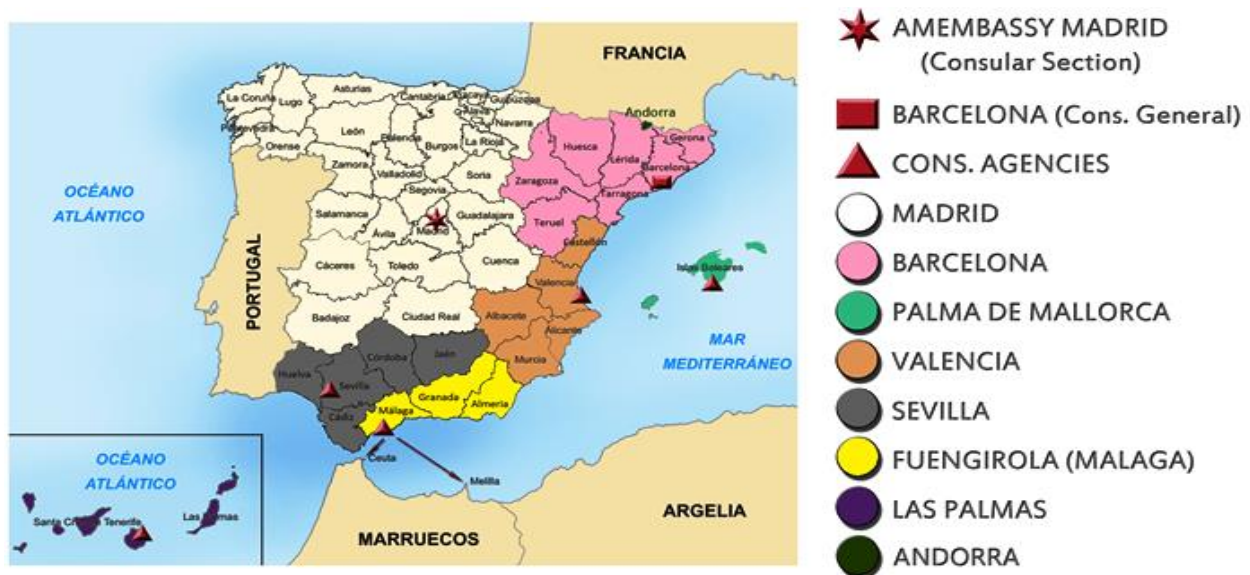 FRANCIA
Andorra
La Coruña
Lugo
Asturias
Cantabria
Guipúzcoa
Alava
Navarra
Pontevedra
Orense
León
Palencia
Burgos
La Rioja
Huesca
Lérida
Gerona
Barcelona
Zamora
Valladolid
Soria
Zaragoza
Tarragona
Segovia
Salamanca
Ávila
Madrid
Guadalajara
Teruel
Castellón
OCÉANO
ATLÁNTICO
PORTUGAL
Cáceres
Toledo
Cuenca
Valencia
Islas Baleares
Badajoz
Ciudad Real
Albacete
Alicante
MAR
MEDITERRÁNEO
Huelva
Córdoba
Jaén
Murcia
Sevilla
Granada
Almeria
Cádiz
Málaga
Ceuta
Melilla
OCÉANO
ATLÁNTICO
Las Palmas
MARRUECOS
ARGELIA
AMEMBASSY MADRID
(Consular Section)
BARCELONA (Cons. General)
CONS. AGENCIES
MADRID
BARCELONA
PALMA DE MALLORCA
VALENCIA
SEVILLA
FUENGIROLA (MALAGA)
LAS PALMAS
ANDORRA